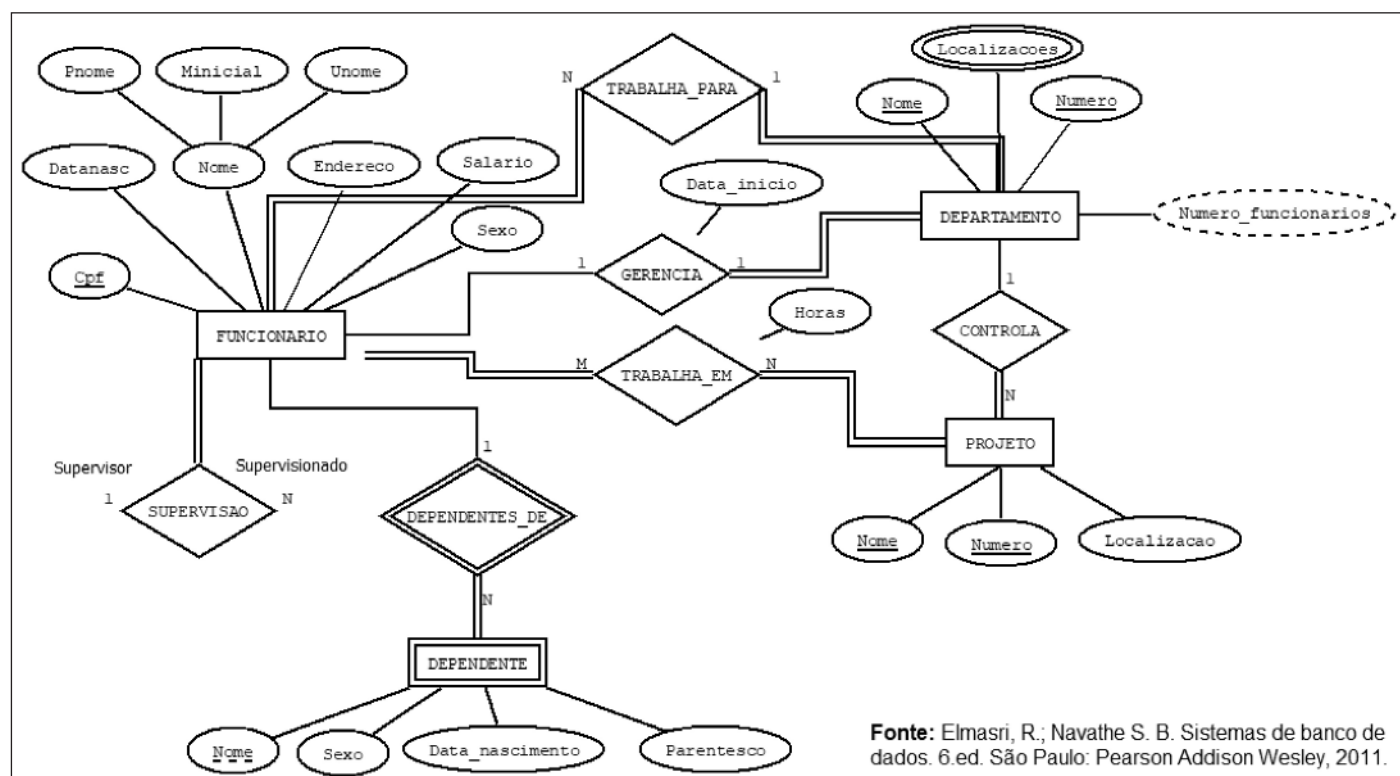 Localizacoes
Pnome Minicial Unome
N TRABALHA_PARA 1
Nome Numero
Datanasc Nome Endereco Salario
Data_inicio
DEPARTAMENTO Numero_funcionarios
Sexo
Cpf
1 GERENCIA 1
1
Horas
FUNCIONARIO
CONTROLA
M TRABALHA_EM N
N
PROJETO
1
Supervisor Supervisionado
1 SUPERVISAO N
DEPENDENTES_DE
Nome Numero Localizacao
N
DEPENDENTE
Nome Sexo Data_nascimento Parentesco
Fonte: Elmasri, R.; Navathe S. B. Sistemas de banco de
dados. 6.ed. São Paulo: Pearson Addison Wesley, 2011.